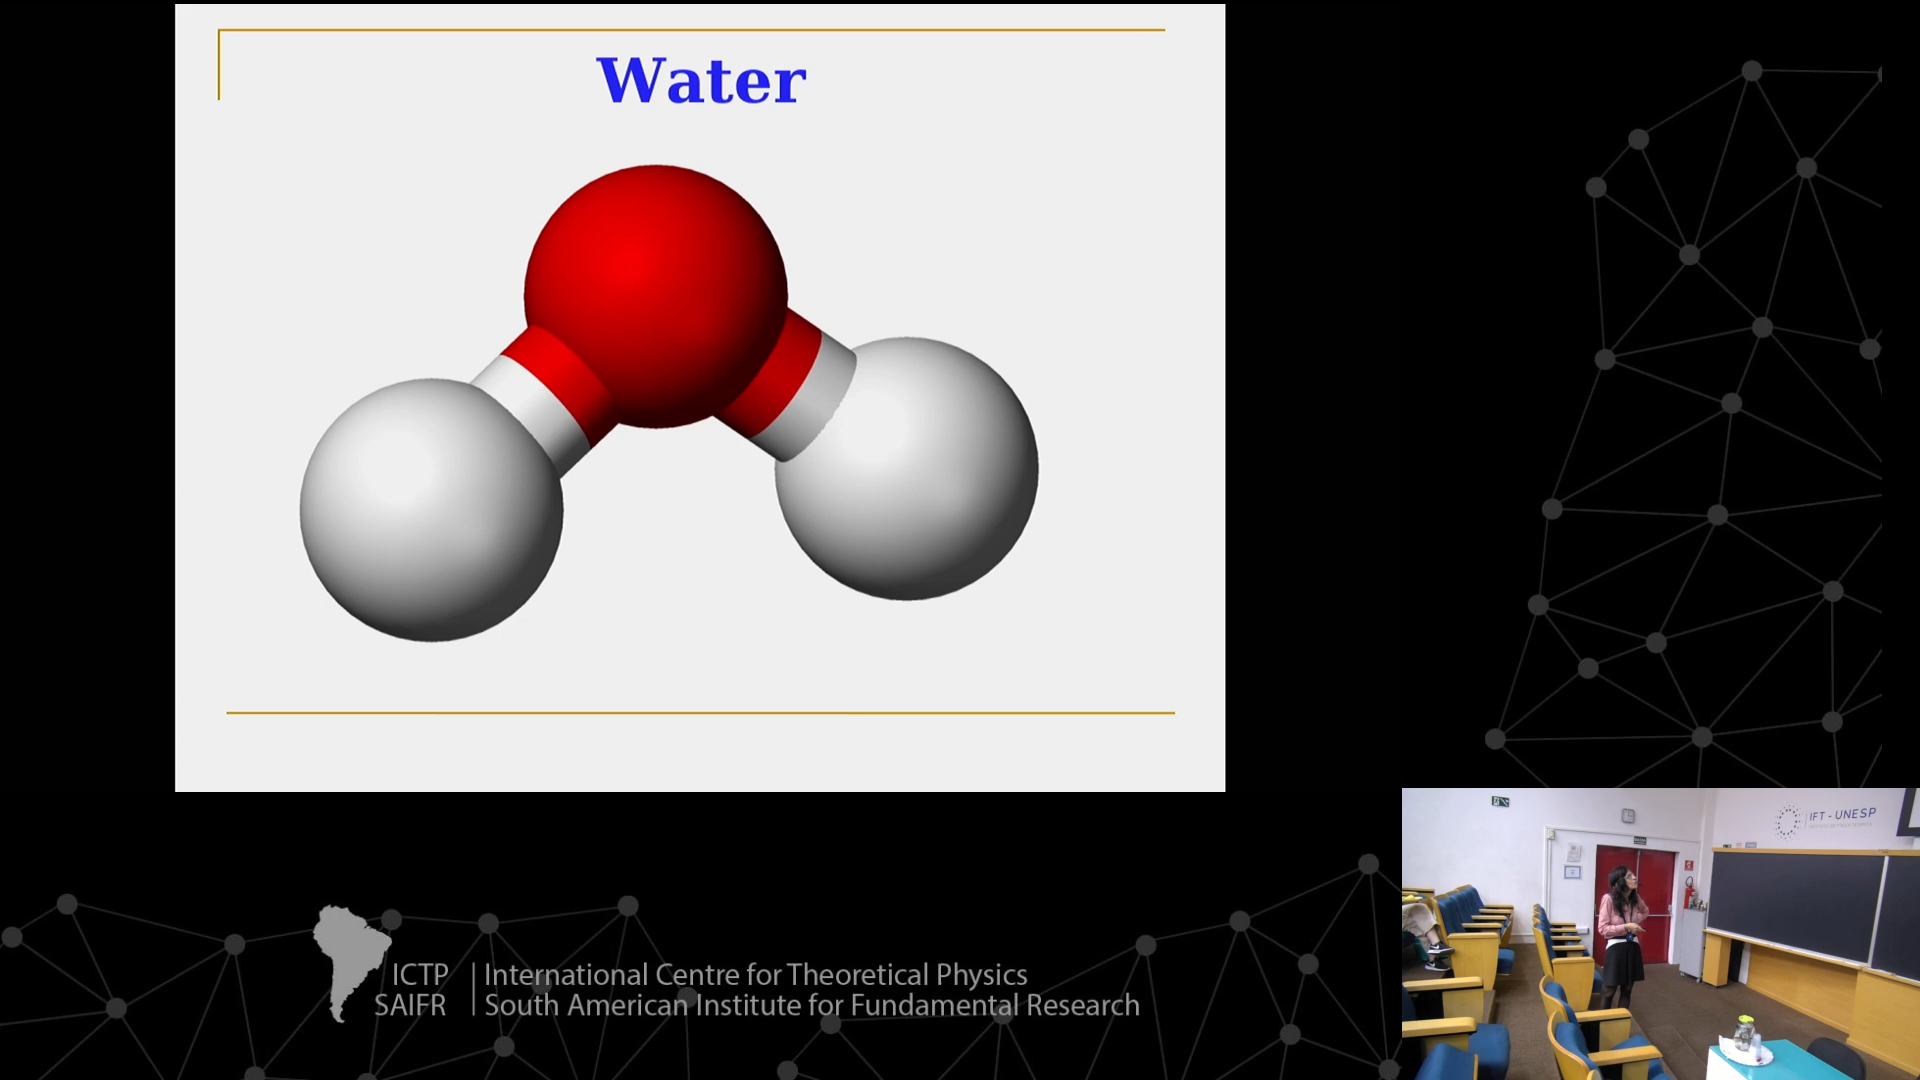 Water
IFT - UNESP
ICTP
SAIFR
International Centre for Theoretical Physics
South American Institute for Fundamental Research